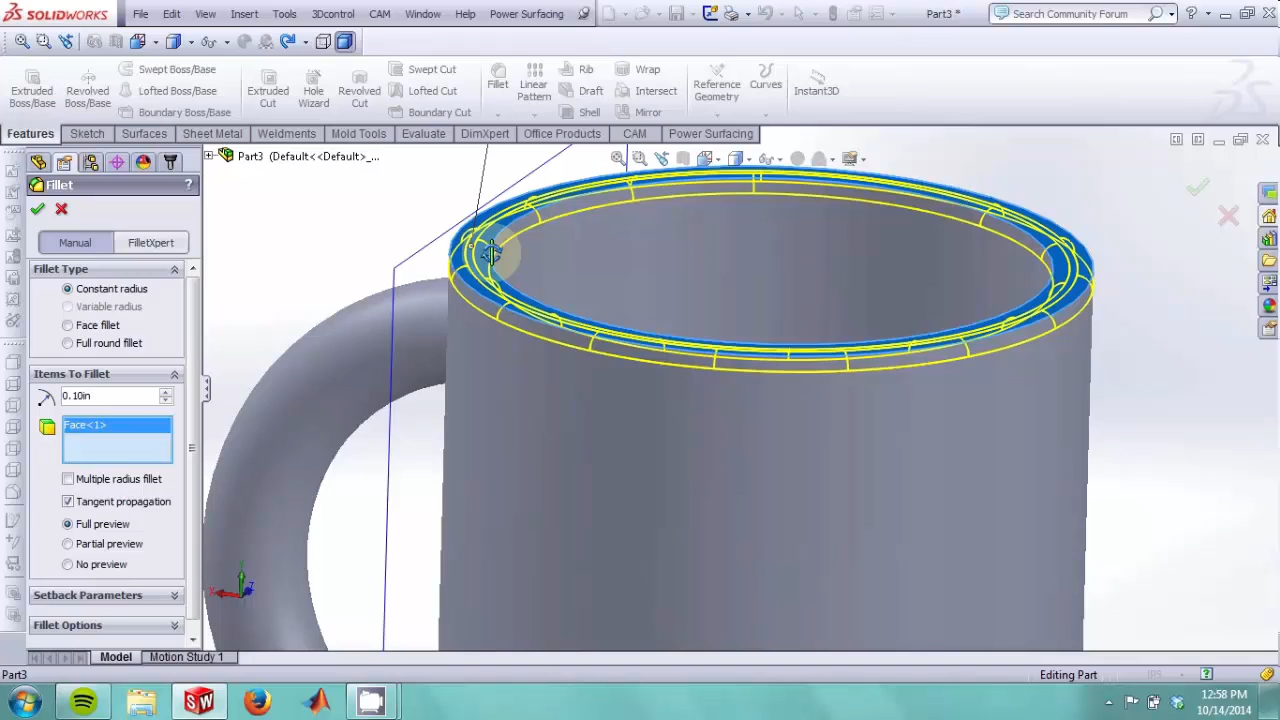 SOLIDWORKS File Edit View Insert Tools 3Dcontrol CAM Window Help Power Surfacing Part3 * Search Community Forum
Extruded Boss/Base
Revolved Boss/Base
Swept Boss/Base
Lofted Boss/Base
Boundary Boss/Base
Extruded Cut
Hole Wizard
Revolved Cut
Swept Cut
Lofted Cut
Boundary Cut
Fillet
Linear Pattern
Rib
Draft
Shell
Wrap
Intersect
Mirror
Reference Geometry
Curves
Instant3D
Features Sketch Surfaces Sheet Metal Weldments Mold Tools Evaluate DimXpert Office Products CAM Power Surfacing
Part3 (Default<<Default>_...
Fillet ?
Manual FilletXpert
Fillet Type
Constant radius
Variable radius
Face fillet
Full round fillet
Items To Fillet
0.10in
Face<1>
Multiple radius fillet
Tangent propagation
Full preview
Partial preview
No preview
Setback Parameters
Fillet Options
Model Motion Study 1
Part3 Editing Part IPS
12:58 PM
10/14/2014